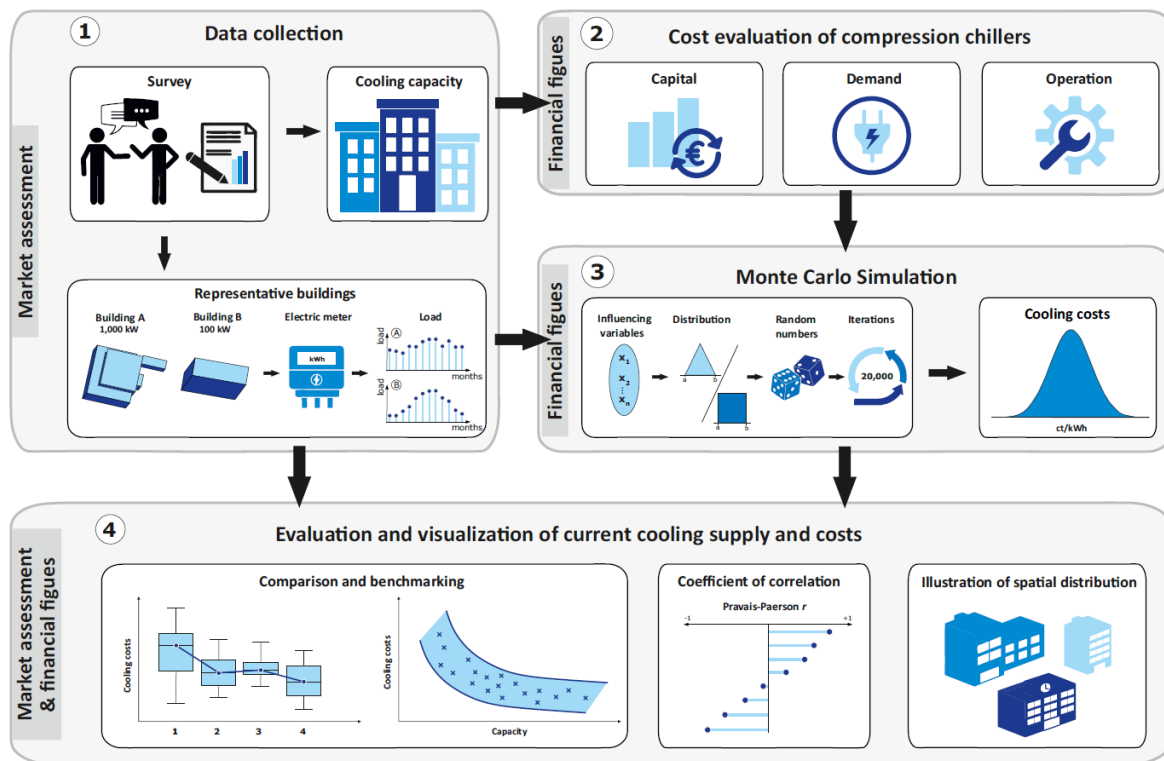 1
Data collection
Survey
Cooling capacity
Market assessment
Representative buildings
Building A
1,000 kW
Building B
100 kW
Electric meter
kWh
Load
load
A
months
load
B
months
2
Cost evaluation of compression chillers
Financial figues
Capital
€
Demand
Operation
3
Monte Carlo Simulation
Financial figues
Influencing
variables
x1
x2
⋮
xn
Distribution
a
b
a
b
Random
numbers
Iterations
20,000
Cooling costs
ct/kWh
4
Evaluation and visualization of current cooling supply and costs
Market assessment
& financial figues
Comparison and benchmarking
Cooling costs
1
2
3
4
Cooling costs
Capacity
Coefficient of correlation
Pravais-Paerson r
-1
+1
Illustration of spatial distribution